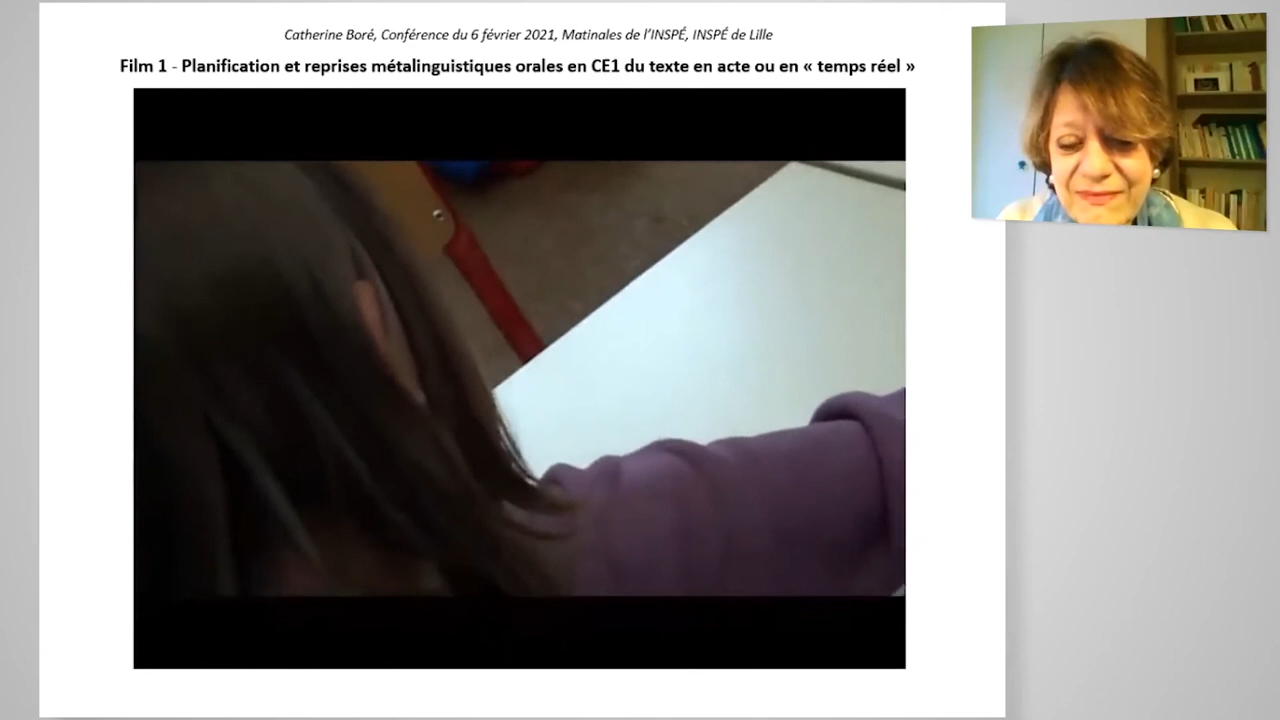 Catherine Boré, Conférence du 6 février 2021, Matinales de l'INSPÉ, INSPÉ de Lille
Film 1 - Planification et reprises métalinguistiques orales en CE1 du texte en acte ou en « temps réel »